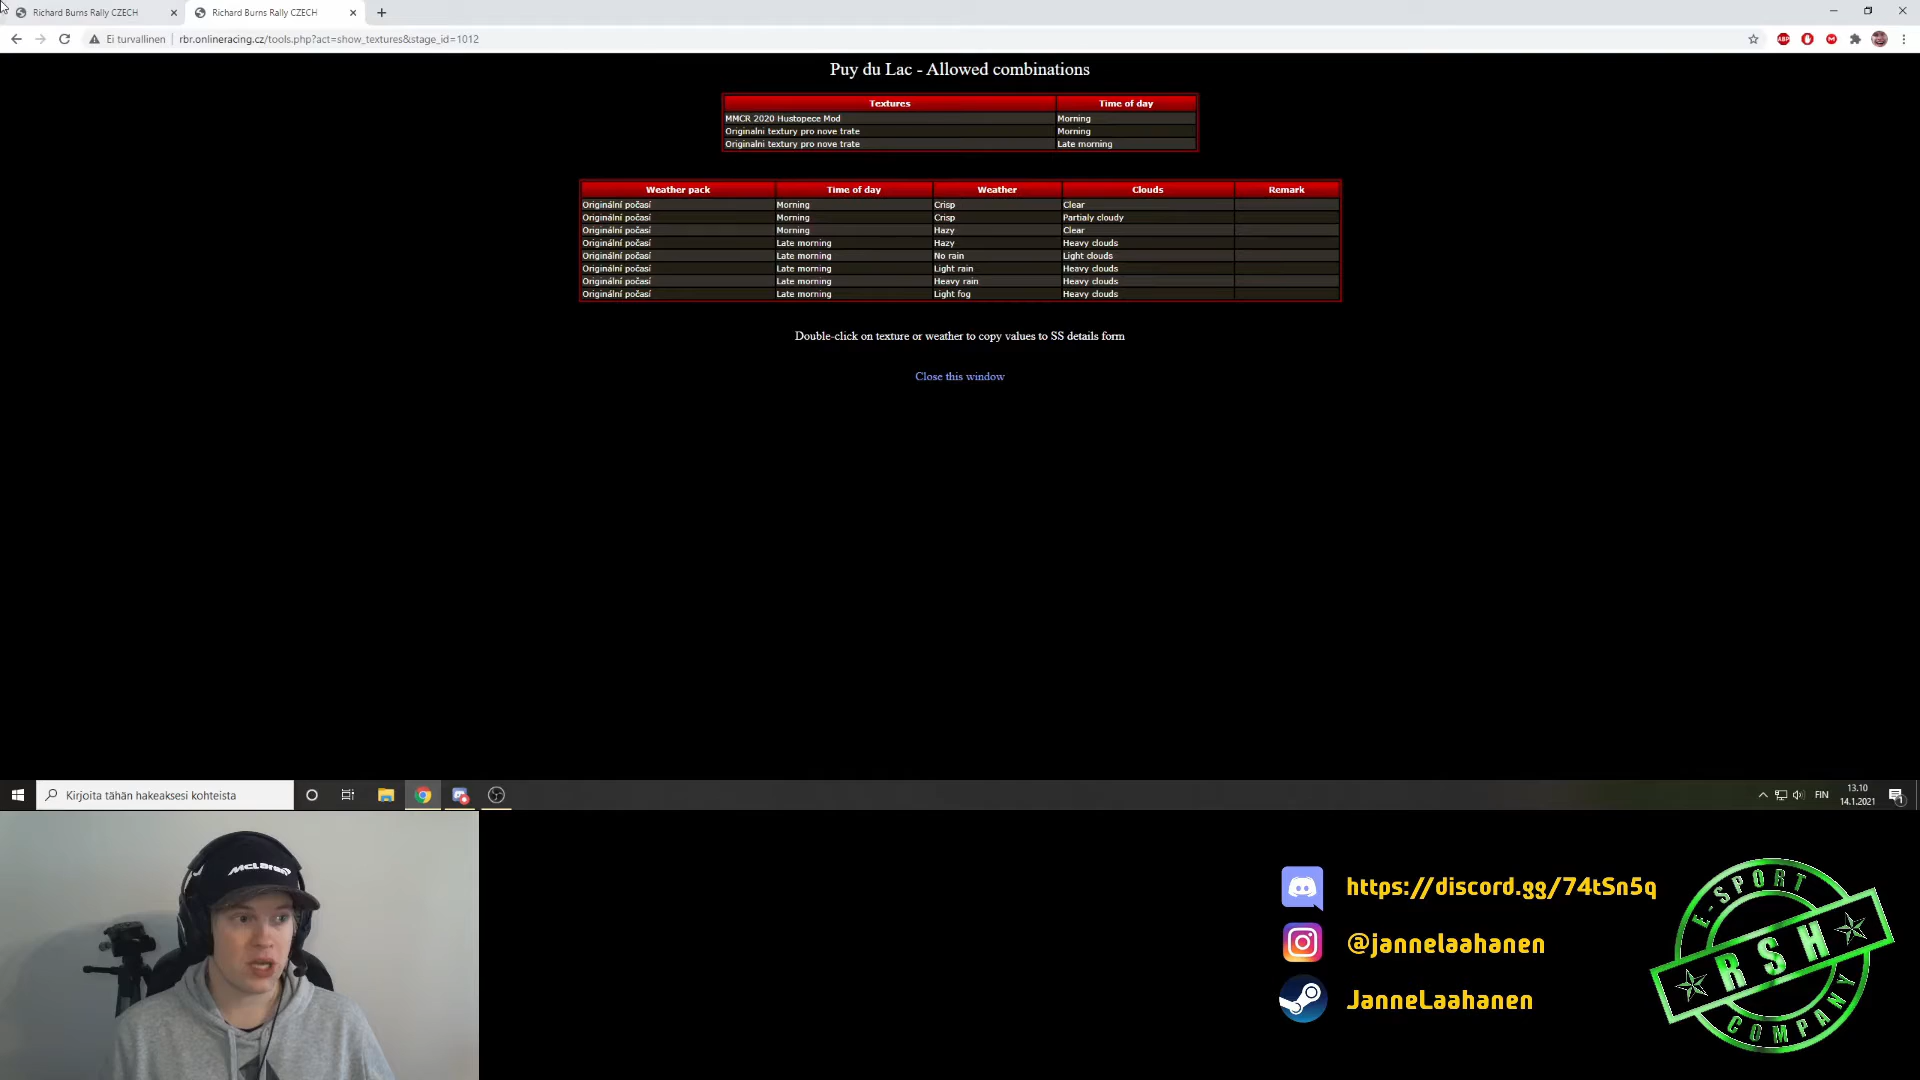 Richard Burns Rally CZECH
Richard Burns Rally CZECH
Ei turvallinen rbr.onlineracing.cz/tools.php?act=show_textures&stage_id=1012
ABP
Puy du Lac - Allowed combinations
Textures Time of day
MMCR 2020 Hustopece Mod Morning
Originalni textury pro nove trate Morning
Originalni textury pro nove trate Late morning
Weather pack Time of day Weather Clouds Remark
Originální počasí Morning Crisp Clear
Originální počasí Morning Crisp Partialy cloudy
Originální počasí Morning Hazy Clear
Originální počasí Late morning Hazy Heavy clouds
Originální počasí Late morning No rain Light clouds
Originální počasí Late morning Light rain Heavy clouds
Originální počasí Late morning Heavy rain Heavy clouds
Originální počasí Late morning Light fog Heavy clouds
Double-click on texture or weather to copy values to SS details form
Close this window
Kirjoita tähän hakeaksesi kohteista
FIN
13.10
14.1.2021
1
McLaren
https://discord.gg/74tSn5q
@jannelaahanen
JanneLaahanen
E-SPORT
RSH
COMPANY